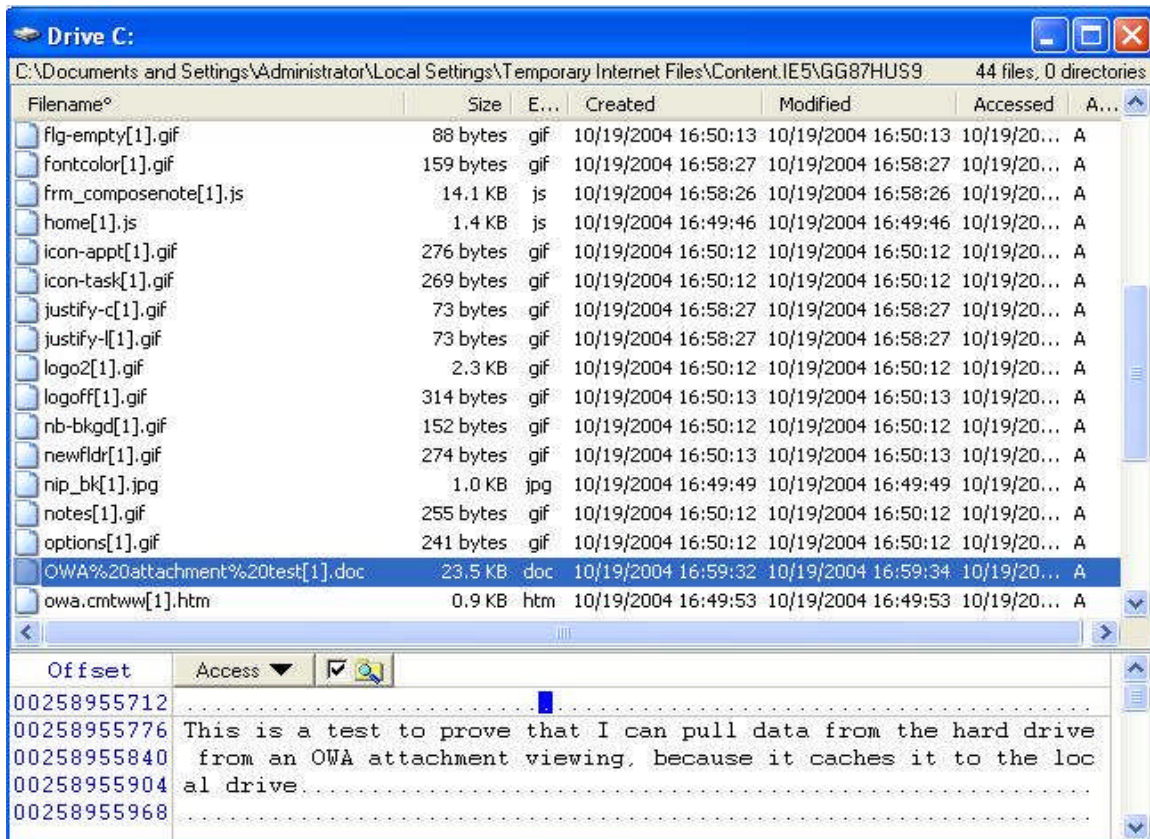 Drive C:
C:\Documents and Settings\Administrator\Local Settings\Temporary Internet Files\Content.IE5\GG87HUS9 44 files, 0 directories
Filename° Size E... Created Modified Accessed A...
flg-empty[1].gif 88 bytes gif 10/19/2004 16:50:13 10/19/2004 16:50:13 10/19/20... A
fontcolor[1].gif 159 bytes gif 10/19/2004 16:58:27 10/19/2004 16:58:27 10/19/20... A
frm_composenote[1].js 14.1 KB js 10/19/2004 16:58:26 10/19/2004 16:58:26 10/19/20... A
home[1].js 1.4 KB js 10/19/2004 16:49:46 10/19/2004 16:49:46 10/19/20... A
icon-appt[1].gif 276 bytes gif 10/19/2004 16:50:12 10/19/2004 16:50:12 10/19/20... A
icon-task[1].gif 269 bytes gif 10/19/2004 16:50:12 10/19/2004 16:50:12 10/19/20... A
justify-c[1].gif 73 bytes gif 10/19/2004 16:58:27 10/19/2004 16:58:27 10/19/20... A
justify-l[1].gif 73 bytes gif 10/19/2004 16:58:27 10/19/2004 16:58:27 10/19/20... A
logo2[1].gif 2.3 KB gif 10/19/2004 16:50:12 10/19/2004 16:50:12 10/19/20... A
logoff[1].gif 314 bytes gif 10/19/2004 16:50:13 10/19/2004 16:50:13 10/19/20... A
nb-bkgd[1].gif 152 bytes gif 10/19/2004 16:50:12 10/19/2004 16:50:12 10/19/20... A
newfldr[1].gif 274 bytes gif 10/19/2004 16:50:13 10/19/2004 16:50:13 10/19/20... A
nip_bk[1].jpg 1.0 KB jpg 10/19/2004 16:49:49 10/19/2004 16:49:49 10/19/20... A
notes[1].gif 255 bytes gif 10/19/2004 16:50:12 10/19/2004 16:50:12 10/19/20... A
options[1].gif 241 bytes gif 10/19/2004 16:50:12 10/19/2004 16:50:12 10/19/20... A
OWA%20attachment%20test[1].doc 23.5 KB doc 10/19/2004 16:59:32 10/19/2004 16:59:34 10/19/20... A
owa.cmtww[1].htm 0.9 KB htm 10/19/2004 16:49:53 10/19/2004 16:49:53 10/19/20... A
Offset Access
00258955712 ................................................................
00258955776 This is a test to prove that I can pull data from the hard drive
00258955840 from an OWA attachment viewing, because it caches it to the loc
00258955904 al drive........................................................
00258955968 ................................................................